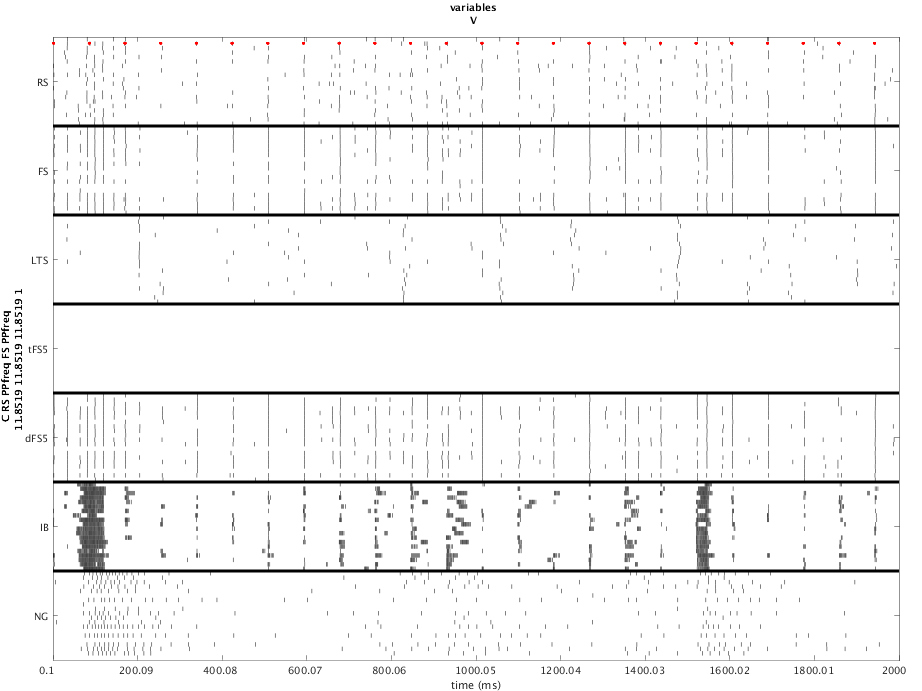 variables
V
RS
FS
LTS
tFS5
dFS5
IB
NG
C RS PPfreq FS PPfreq
11.8519 11.8519 11.8519 1
0.1 200.09 400.08 600.07 800.06 1000.05 1200.04 1400.03 1600.02 1800.01 2000
time (ms)